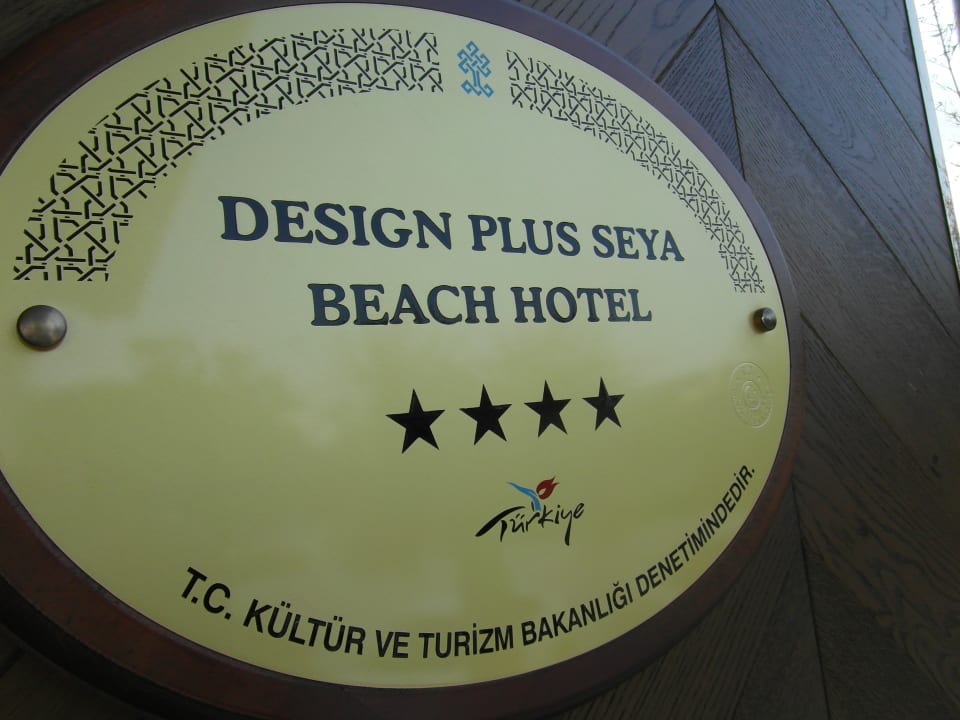 DESIGN PLUS SEYA
BEACH HOTEL
Türkiye
T.C. KÜLTÜR VE TURİZM BAKANLIĞI DENETİMİNDEDİR.